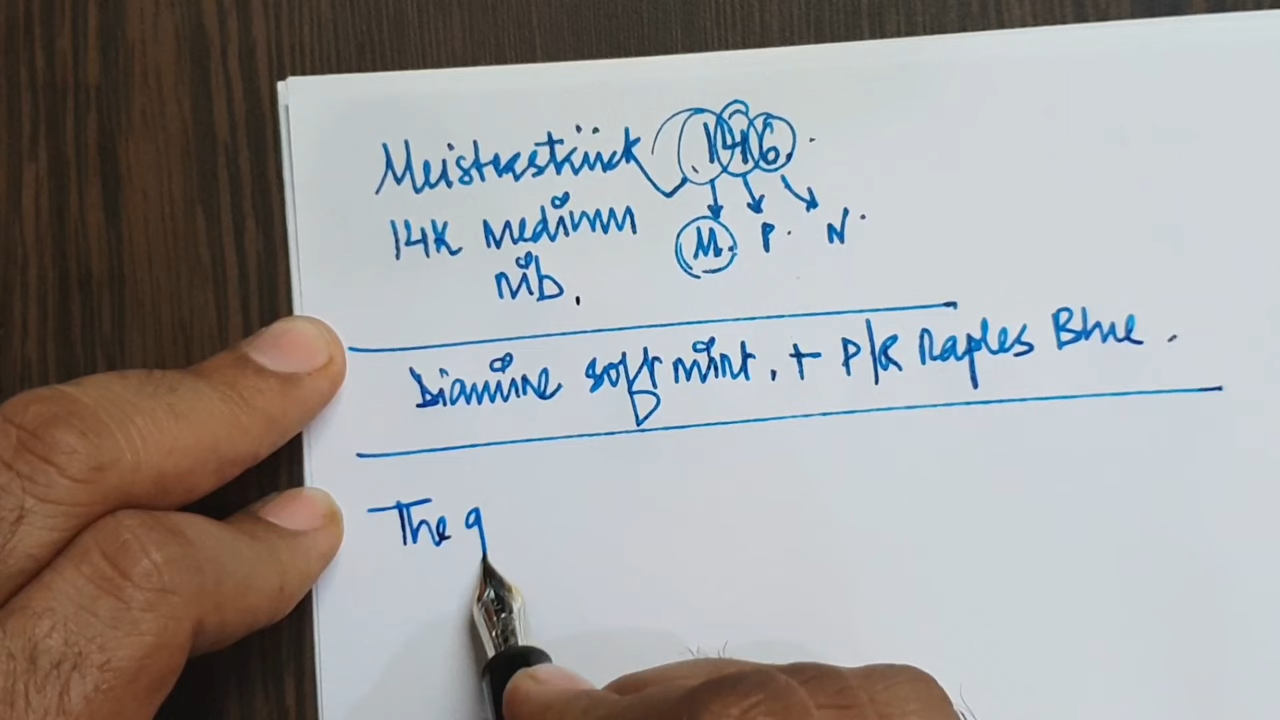 Meisterstück 146.
14K Medium M. P. N.
nib.
Diamine soft mint. + P/K Naples Blue.
The q